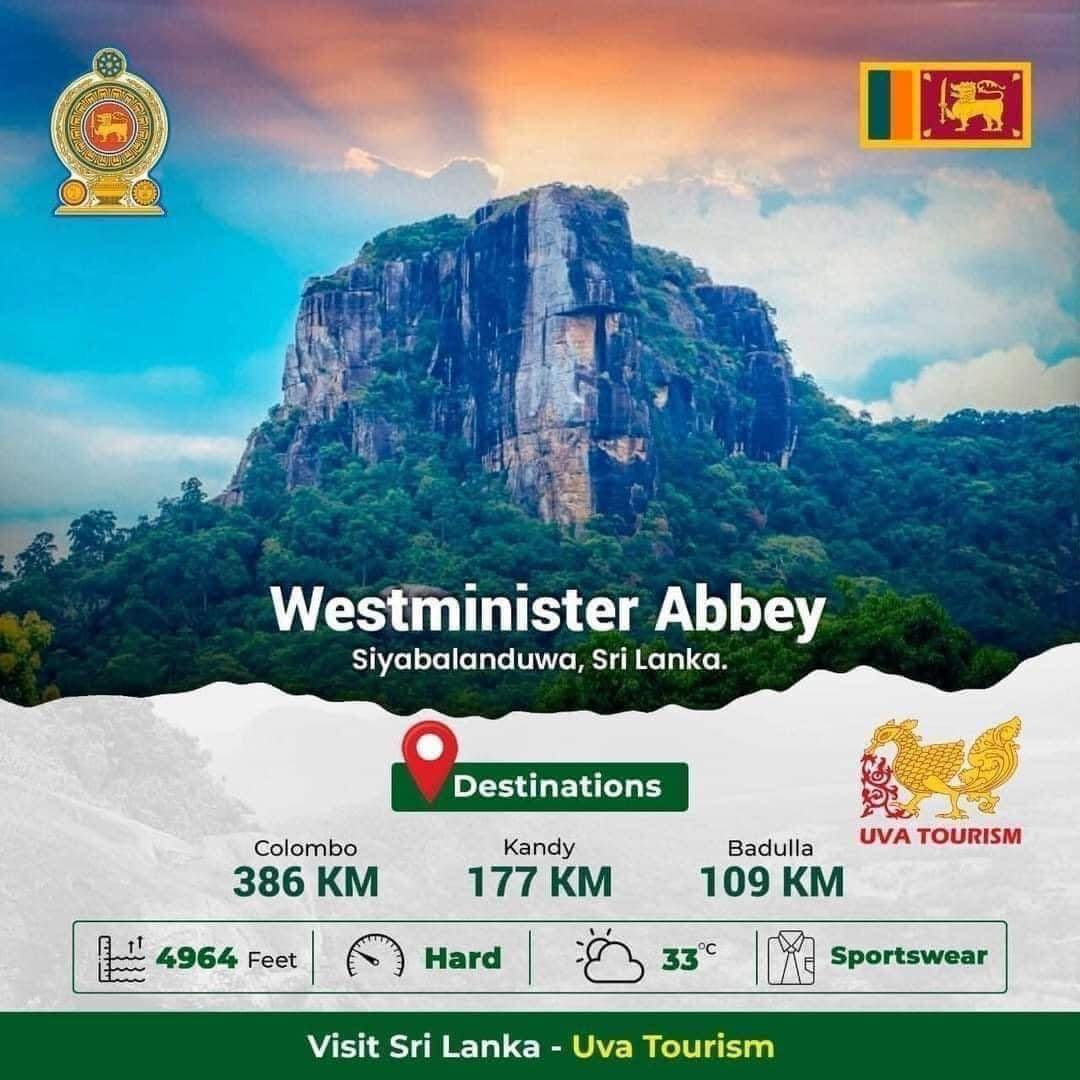 Westminister Abbey
Siyabalanduwa, Sri Lanka.
Destinations
UVA TOURISM
Colombo
386 KM
Kandy
177 KM
Badulla
109 KM
4964 Feet
Hard
33°C
Sportswear
Visit Sri Lanka - Uva Tourism